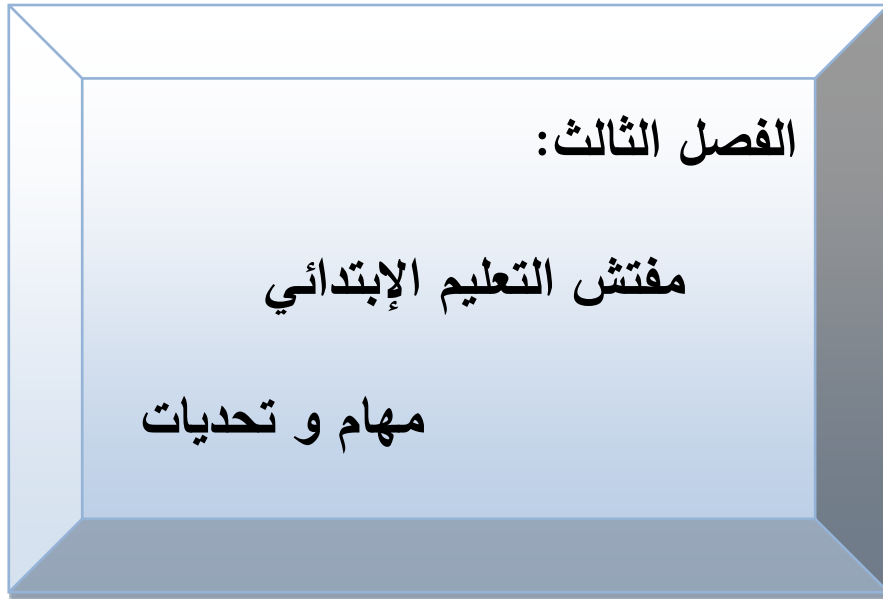 الفصل الثالث:
مفتش التعليم الإبتدائي
مهام و تحديات